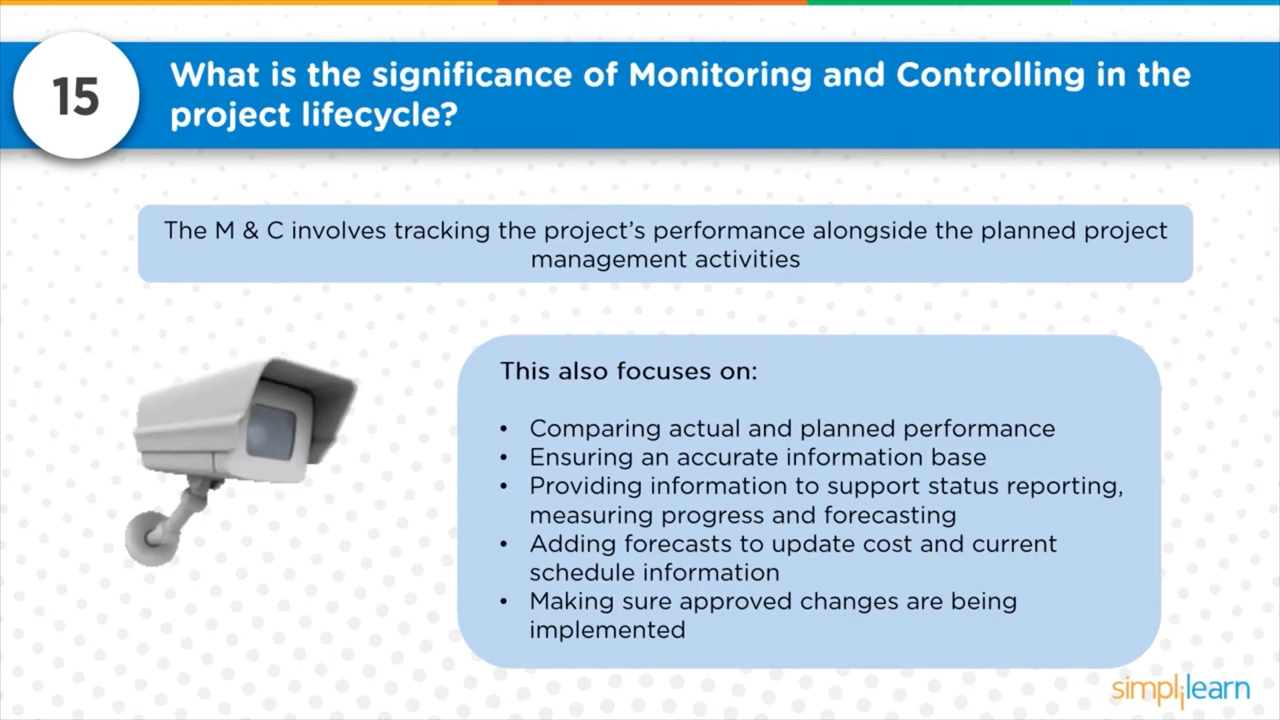 15
What is the significance of Monitoring and Controlling in the
project lifecycle?
The M & C involves tracking the project’s performance alongside the planned project
management activities
This also focuses on:
• Comparing actual and planned performance
• Ensuring an accurate information base
• Providing information to support status reporting,
measuring progress and forecasting
• Adding forecasts to update cost and current
schedule information
• Making sure approved changes are being
implemented
simplilearn